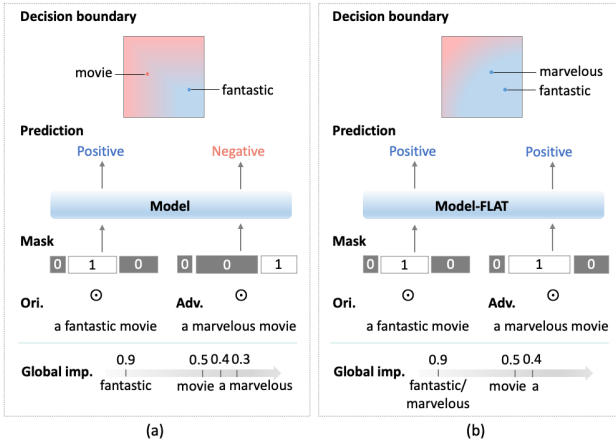 Decision boundary
movie
fantastic
Prediction
Positive Negative
Model
Mask
0 1 0 0 0 1
Ori. Adv.
a fantastic movie a marvelous movie
0.9 0.5 0.4 0.3
Global imp.
fantastic movie a marvelous
(a)
Decision boundary
marvelous
fantastic
Prediction
Positive Positive
Model-FLAT
Mask
0 1 0 0 1 0
Ori. Adv.
a fantastic movie a marvelous movie
0.9 0.5 0.4
Global imp.
fantastic/ movie a
marvelous
(b)